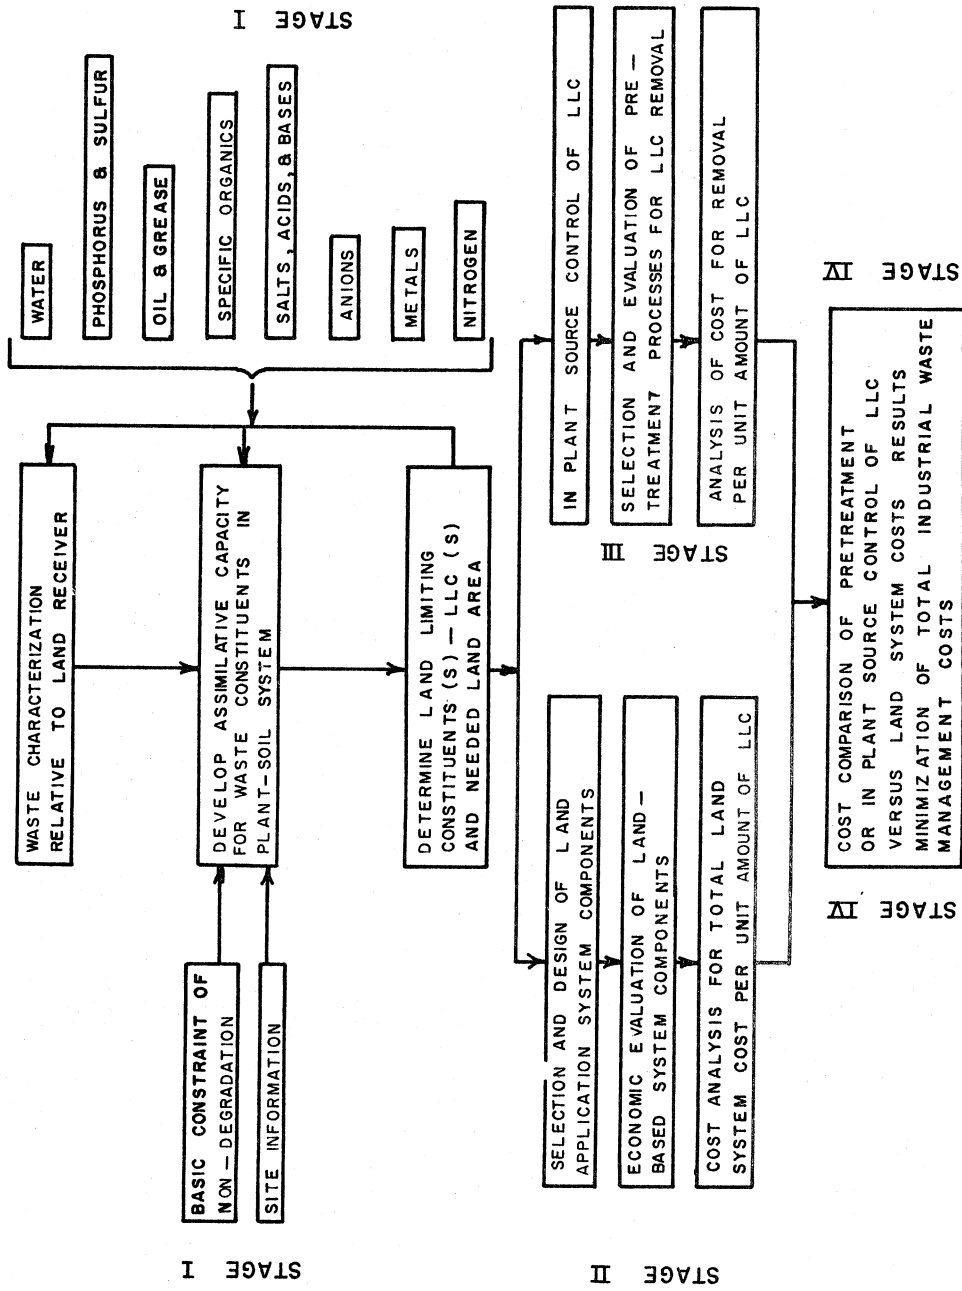 STAGE I
BASIC CONSTRAINT OF
NON-DEGRADATION
SITE INFORMATION
WASTE CHARACTERIZATION
RELATIVE TO LAND RECEIVER
DEVELOP ASSIMILATIVE CAPACITY
FOR WASTE CONSTITUENTS IN
PLANT-SOIL SYSTEM
DETERMINE LAND LIMITING
CONSTITUENTS (S) — LLC (S)
AND NEEDED LAND AREA
WATER
PHOSPHORUS & SULFUR
OIL & GREASE
SPECIFIC ORGANICS
SALTS, ACIDS, & BASES
ANIONS
METALS
NITROGEN
STAGE I
STAGE II
SELECTION AND DESIGN OF LAND
APPLICATION SYSTEM COMPONENTS
ECONOMIC EVALUATION OF LAND-
BASED SYSTEM COMPONENTS
COST ANALYSIS FOR TOTAL LAND
SYSTEM COST PER UNIT AMOUNT OF LLC
STAGE III
IN PLANT SOURCE CONTROL OF LLC
SELECTION AND EVALUATION OF PRE-
TREATMENT PROCESSES FOR LLC REMOVAL
ANALYSIS OF COST FOR REMOVAL
PER UNIT AMOUNT OF LLC
STAGE IV
COST COMPARISON OF PRETREATMENT
OR IN PLANT SOURCE CONTROL OF LLC
VERSUS LAND SYSTEM COSTS RESULTS
MINIMIZATION OF TOTAL INDUSTRIAL WASTE
MANAGEMENT COSTS
STAGE IV